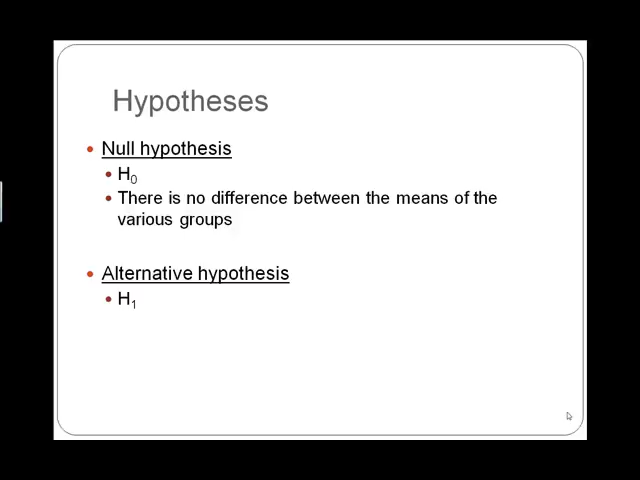 Hypotheses
Null hypothesis
H₀
There is no difference between the means of the
various groups
Alternative hypothesis
H₁